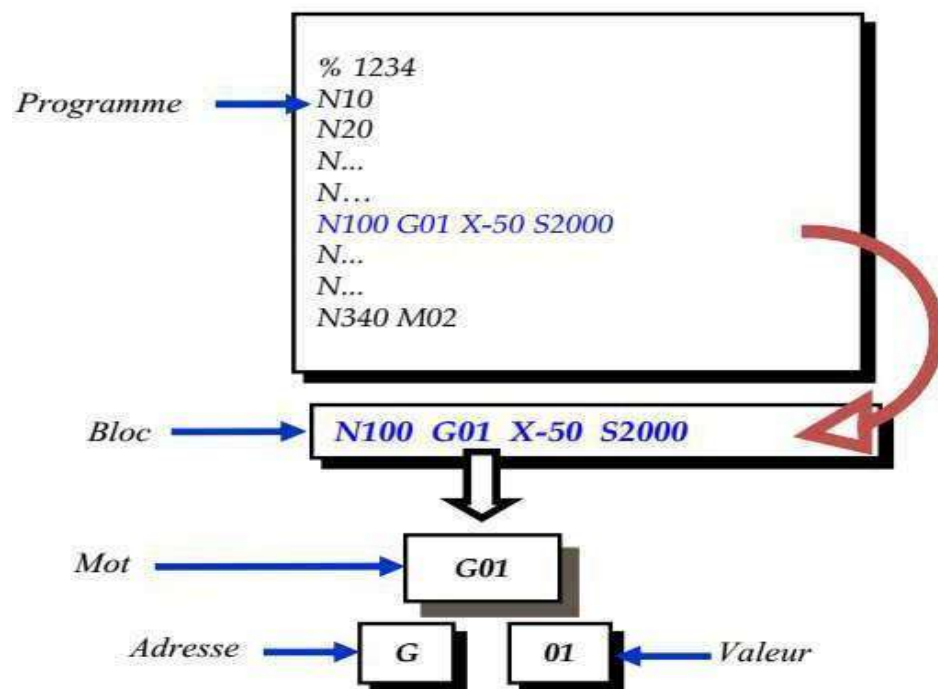 % 1234
Programme
N10
N20
N...
N...
N100 G01 X-50 S2000
N...
N...
N340 M02
Bloc
N100 G01 X-50 S2000
Mot
G01
Adresse
G
01
Valeur